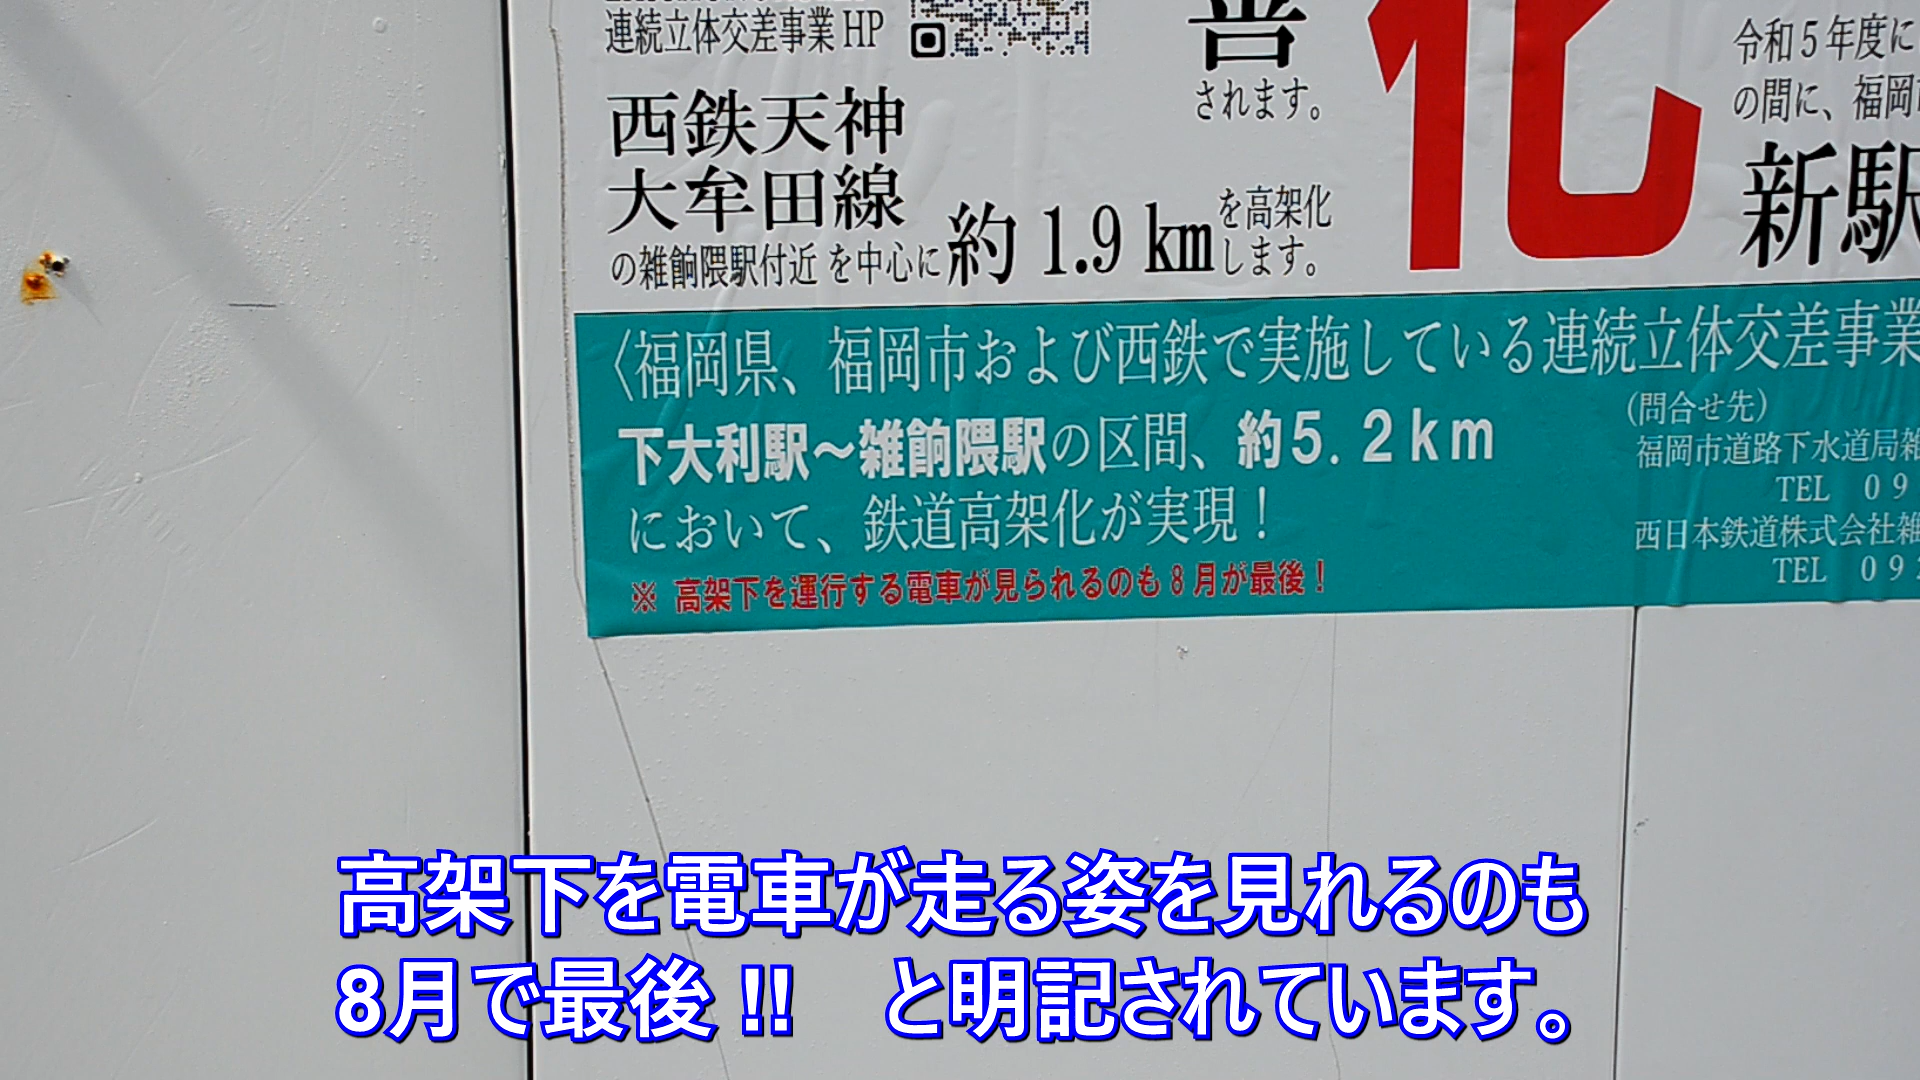 連続立体交差事業HP
西鉄天神
大牟田線
の雑餉隈駅付近 を中心に 約 1.9 km を高架化
します。
善
されます。
化
令和5年度に
の間に、福岡
新駅
〈福岡県、福岡市および西鉄で実施している連続立体交差事業
下大利駅～雑餉隈駅の区間、約5.2km
において、鉄道高架化が実現!
※ 高架下を運行する電車が見られるのも8月が最後!
(問合せ先)
福岡市道路下水道局雑
TEL 09
西日本鉄道株式会社雑
TEL 092
高架下を電車が走る姿を見れるのも
8月で最後!! と明記されています。